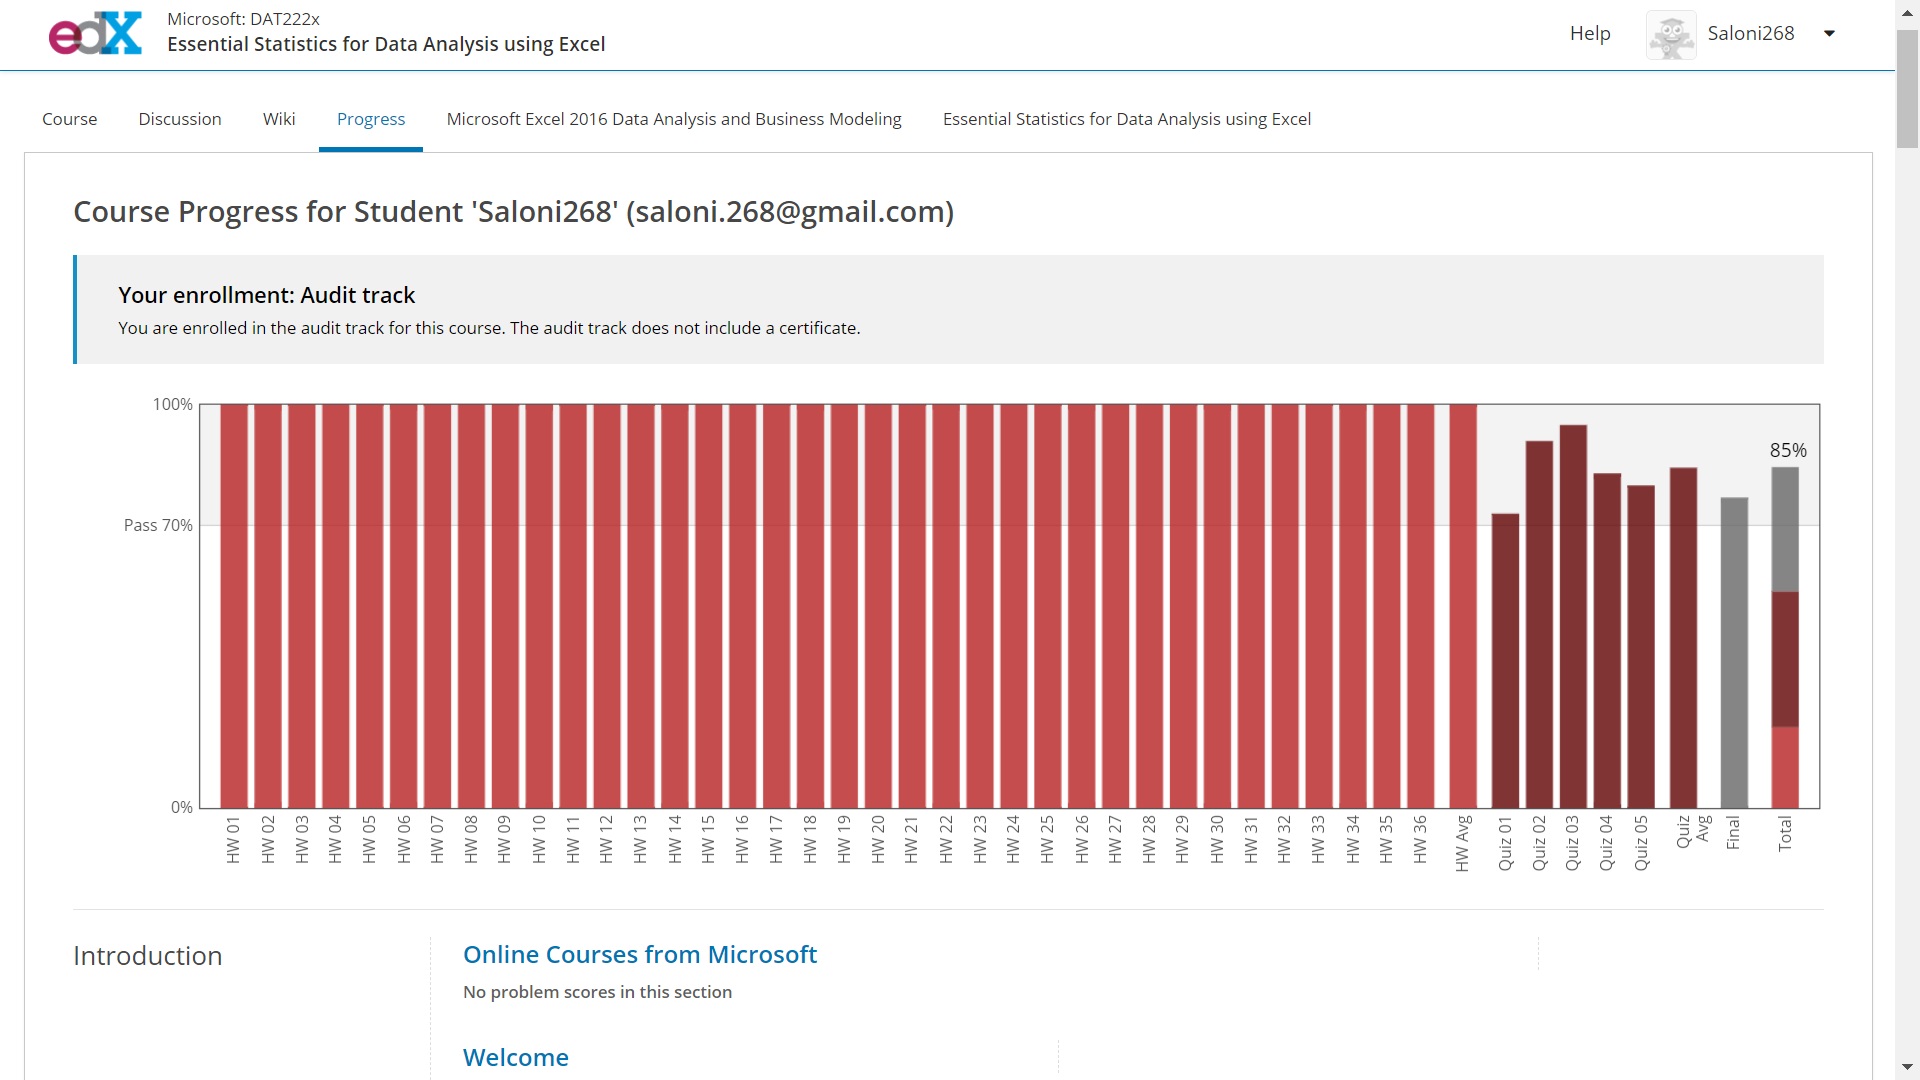 edX
Microsoft: DAT222x
Essential Statistics for Data Analysis using Excel
Help
Saloni268
Course
Discussion
Wiki
Progress
Microsoft Excel 2016 Data Analysis and Business Modeling
Essential Statistics for Data Analysis using Excel
Course Progress for Student 'Saloni268' (saloni.268@gmail.com)
Your enrollment: Audit track
You are enrolled in the audit track for this course. The audit track does not include a certificate.
100%
85%
Pass 70%
0%
HW 01
HW 02
HW 03
HW 04
HW 05
HW 06
HW 07
HW 08
HW 09
HW 10
HW 11
HW 12
HW 13
HW 14
HW 15
HW 16
HW 17
HW 18
HW 19
HW 20
HW 21
HW 22
HW 23
HW 24
HW 25
HW 26
HW 27
HW 28
HW 29
HW 30
HW 31
HW 32
HW 33
HW 34
HW 35
HW 36
HW Avg
Quiz 01
Quiz 02
Quiz 03
Quiz 04
Quiz 05
Quiz
Avg
Final
Total
Introduction
Online Courses from Microsoft
No problem scores in this section
Welcome